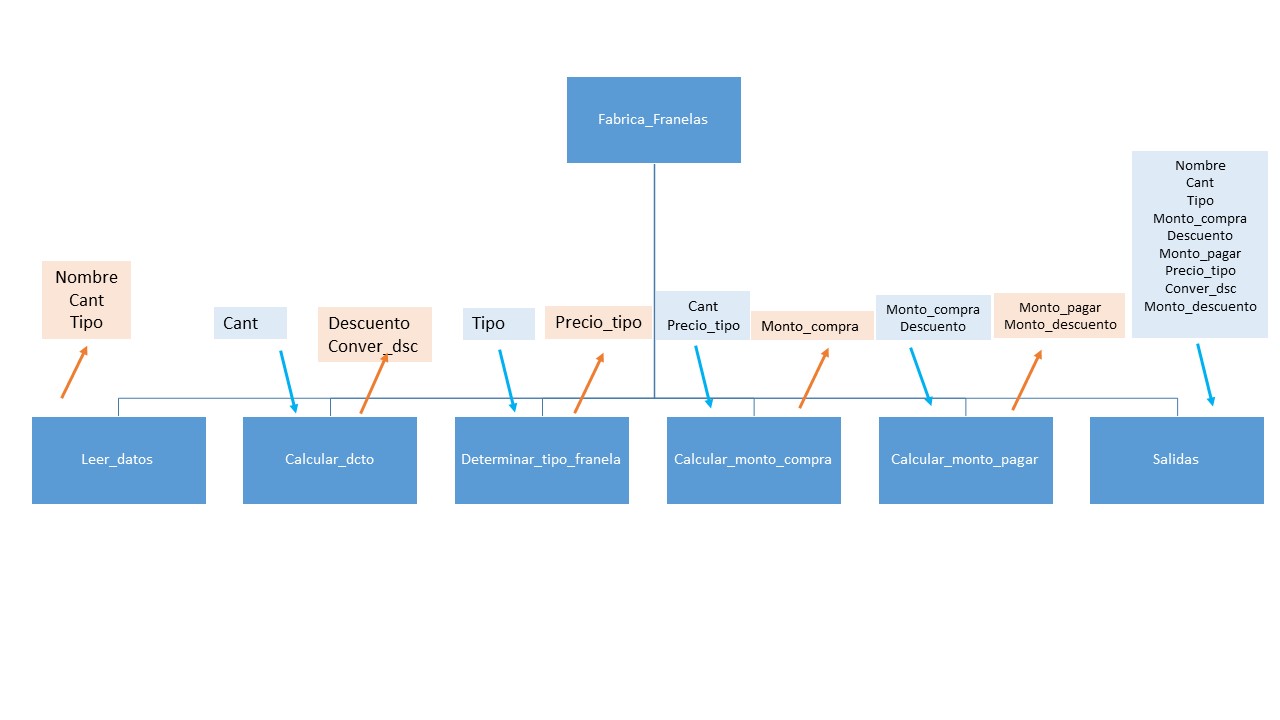 Fabrica_Franelas
Nombre
Cant
Tipo
Cant
Descuento
Conver_dsc
Tipo
Precio_tipo
Cant
Precio_tipo
Monto_compra
Monto_compra
Descuento
Monto_pagar
Monto_descuento
Nombre
Cant
Tipo
Monto_compra
Descuento
Monto_pagar
Precio_tipo
Conver_dsc
Monto_descuento
Leer_datos
Calcular_dcto
Determinar_tipo_franela
Calcular_monto_compra
Calcular_monto_pagar
Salidas